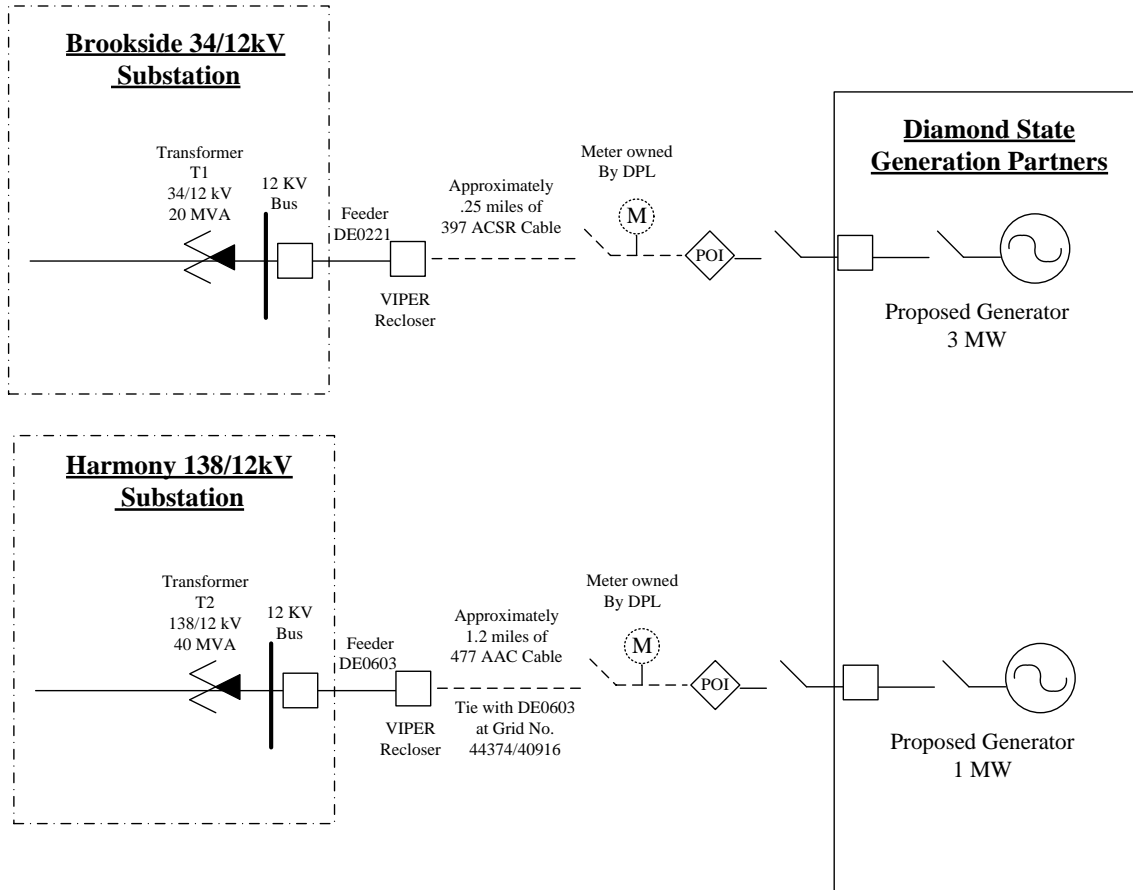 Brookside 34/12kV
Substation
Transformer
T1
34/12 kV
20 MVA
12 KV
Bus
Feeder
DE0221
VIPER
Recloser
Approximately
.25 miles of
397 ACSR Cable
Meter owned
By DPL
M
POI
Diamond State
Generation Partners
Proposed Generator
3 MW
Harmony 138/12kV
Substation
Transformer
T2
138/12 kV
40 MVA
12 KV
Bus
Feeder
DE0603
VIPER
Recloser
Approximately
1.2 miles of
477 AAC Cable
Tie with DE0603
at Grid No.
44374/40916
Meter owned
By DPL
M
POI
Proposed Generator
1 MW